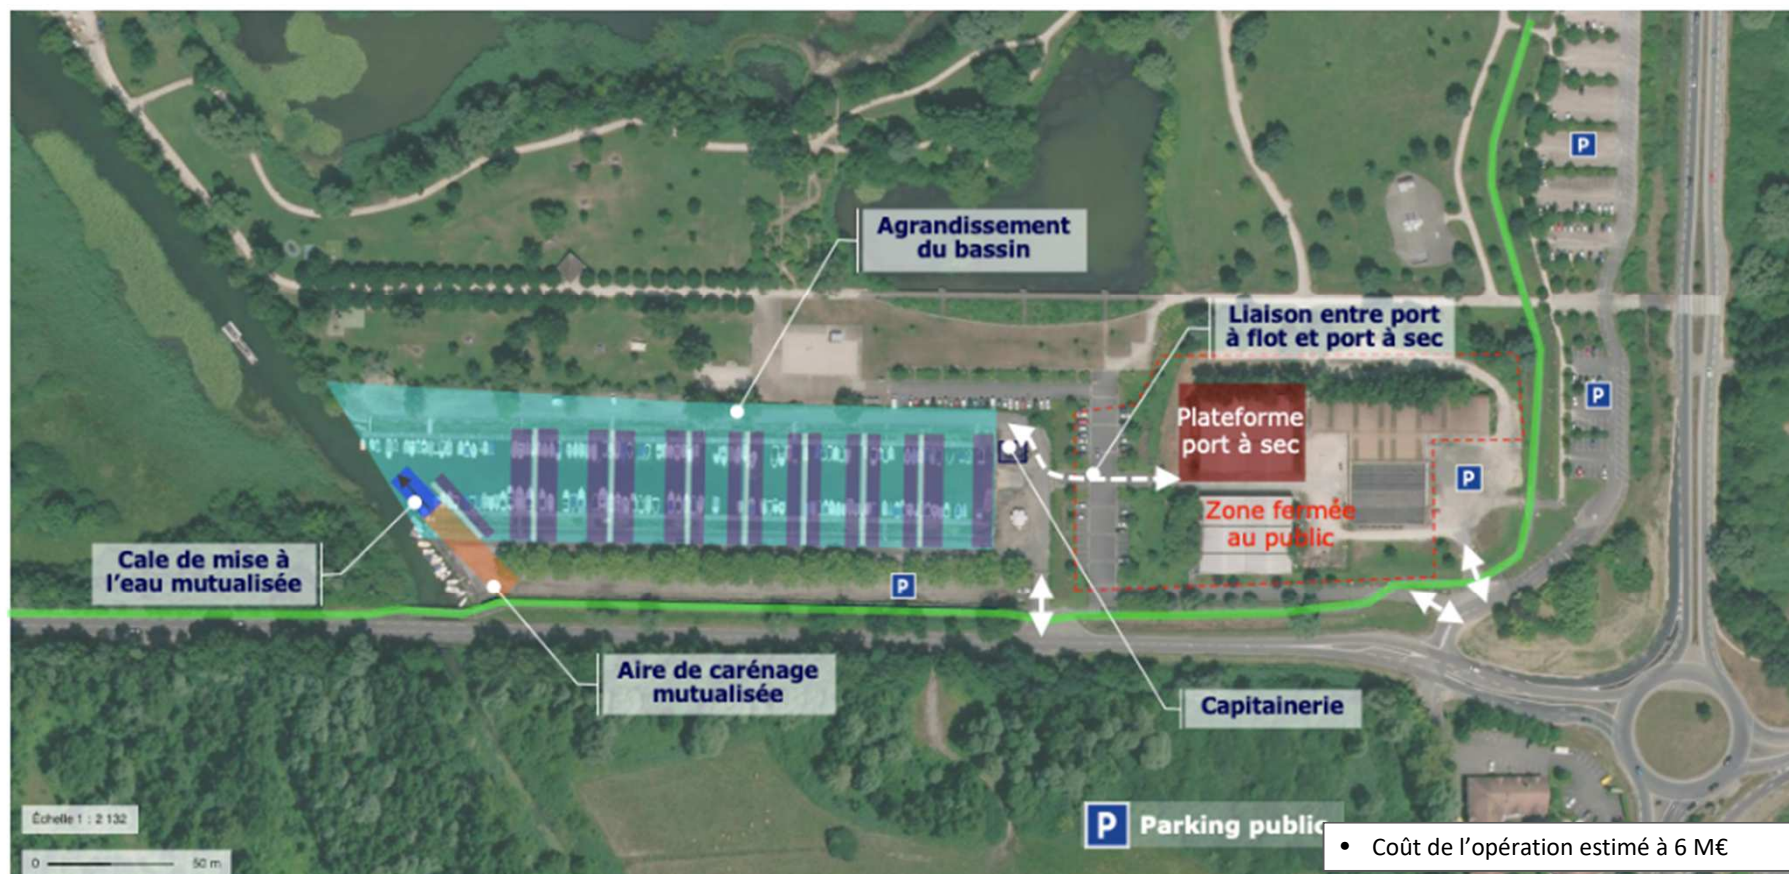 P
Agrandissement
du bassin
Liaison entre port
à flot et port à sec
P
Plateforme
port à sec
P
Zone fermée
au public
Cale de mise à
l’eau mutualisée
P
Aire de carénage
mutualisée
Capitainerie
Échelle 1 : 2 132
0 50 m
P Parking public
• Coût de l’opération estimé à 6 M€